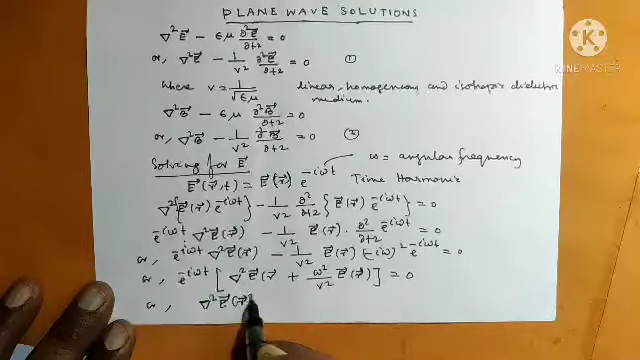 PLANE WAVE SOLUTIONS
KINEMASTER
∇²E⃗ - εμ ∂²E⃗/∂t² = 0
or, ∇²E⃗ - 1/v² ∂²E⃗/∂t² = 0 ①
where v = 1/√εμ linear, homogeneous and isotropic dielectric
medium.
∇²B⃗ - εμ ∂²B⃗/∂t² = 0
or, ∇²B⃗ - 1/v² ∂²B⃗/∂t² = 0 ②
Solving for E⃗ ω = angular frequency
E⃗(r⃗,t) = E⃗(r⃗) e^-iωt Time Harmonic
∇²{E⃗(r⃗) e^-iωt} - 1/v² ∂²/∂t² {E⃗(r⃗) e^-iωt} = 0
e^-iωt ∇²E⃗(r⃗) - 1/v² E⃗(r⃗) · ∂²/∂t² e^-iωt = 0
or, e^-iωt ∇²E⃗(r⃗) - 1/v² E⃗(r⃗) (-iω)² e^-iωt = 0
or, e^-iωt [∇²E⃗(r⃗ + ω²/v² E⃗(r⃗)] = 0
or, ∇²E⃗(r⃗)